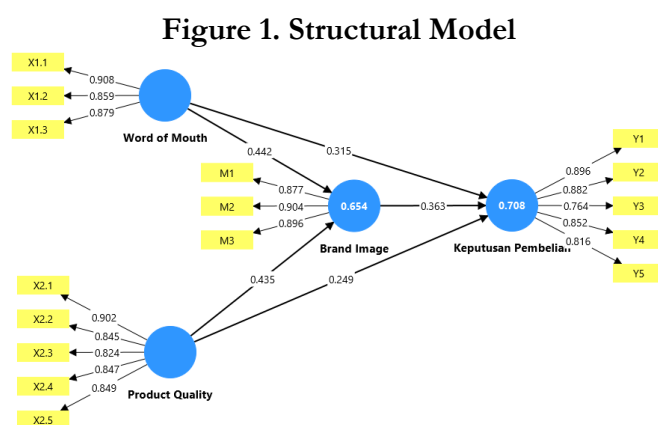 Figure 1. Structural Model
X1.1
0.908
X1.2
0.859
X1.3
0.879
Word of Mouth
0.442
0.315
M1
0.877
M2
0.904
M3
0.896
0.654
Brand Image
0.363
0.708
Keputusan Pembelian
Y1
0.896
Y2
0.882
Y3
0.764
Y4
0.852
Y5
0.816
0.435
0.249
X2.1
0.902
X2.2
0.845
X2.3
0.824
X2.4
0.847
X2.5
0.849
Product Quality